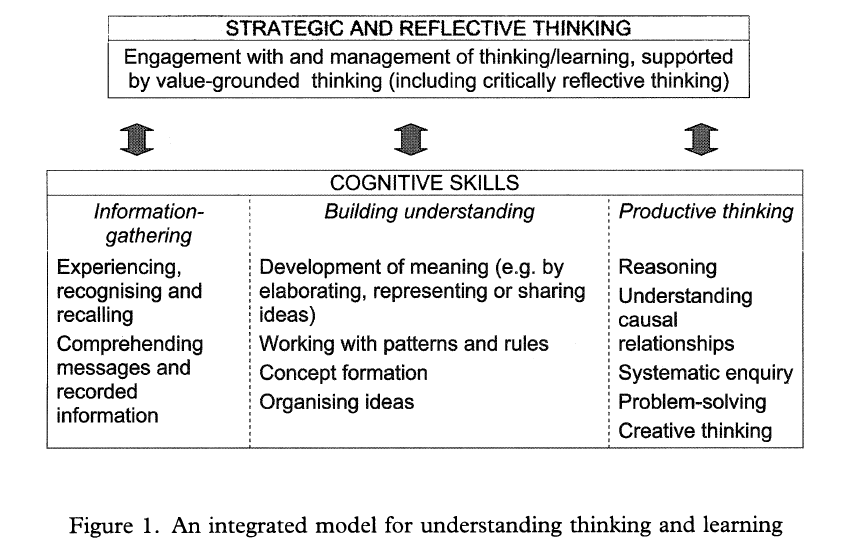 STRATEGIC AND REFLECTIVE THINKING
Engagement with and management of thinking/learning, supported
by value-grounded thinking (including critically reflective thinking)
COGNITIVE SKILLS
Information-
gathering
Experiencing,
recognising and
recalling
Comprehending
messages and
recorded
information
Building understanding
Development of meaning (e.g. by
elaborating, representing or sharing
ideas)
Working with patterns and rules
Concept formation
Organising ideas
Productive thinking
Reasoning
Understanding
causal
relationships
Systematic enquiry
Problem-solving
Creative thinking
Figure 1. An integrated model for understanding thinking and learning